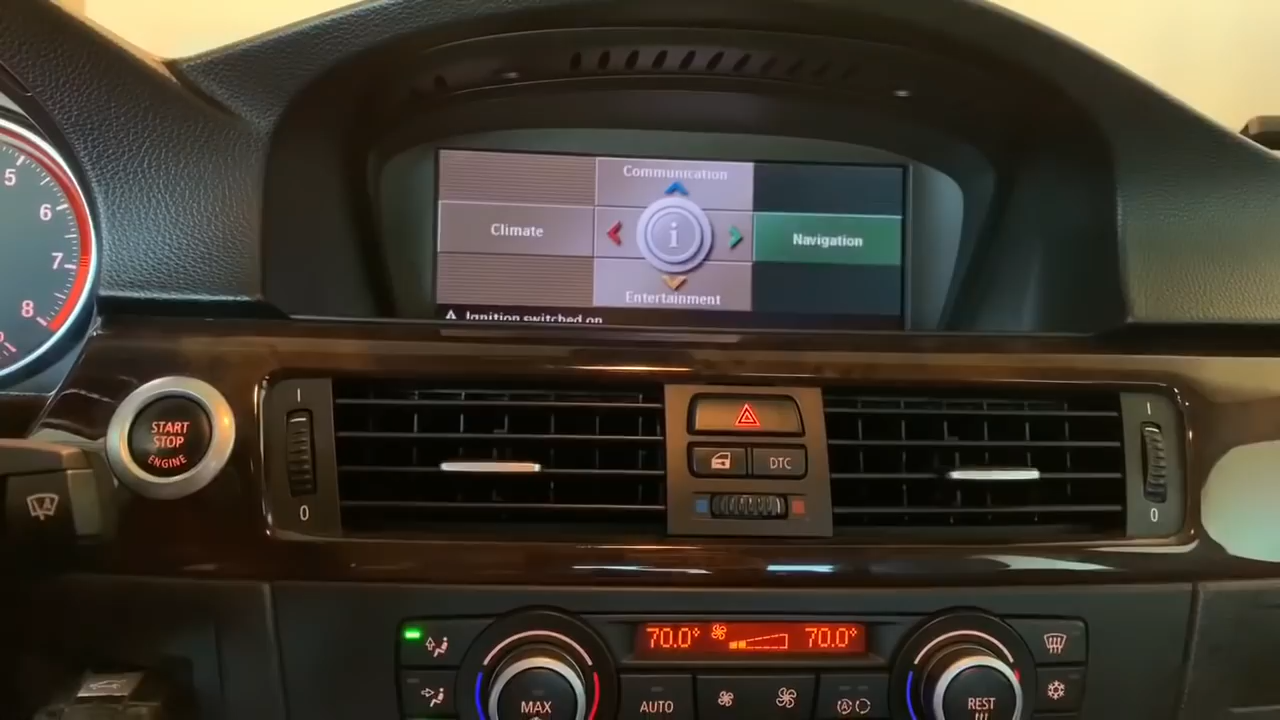 Communication
Climate
i
Navigation
Entertainment
Ignition switched on
5
6
7
8
START
STOP
ENGINE
I
0
DTC
I
0
A
70.0°
70.0°
MAX
AUTO
A
REST